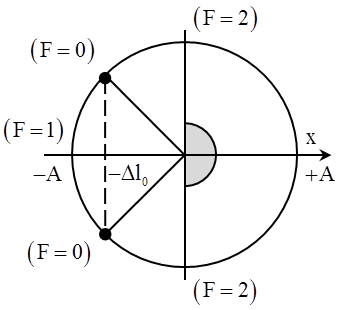 (F = 2)
(F = 0)
(F = 1)
x
−A
−Δl₀
+A
(F = 0)
(F = 2)